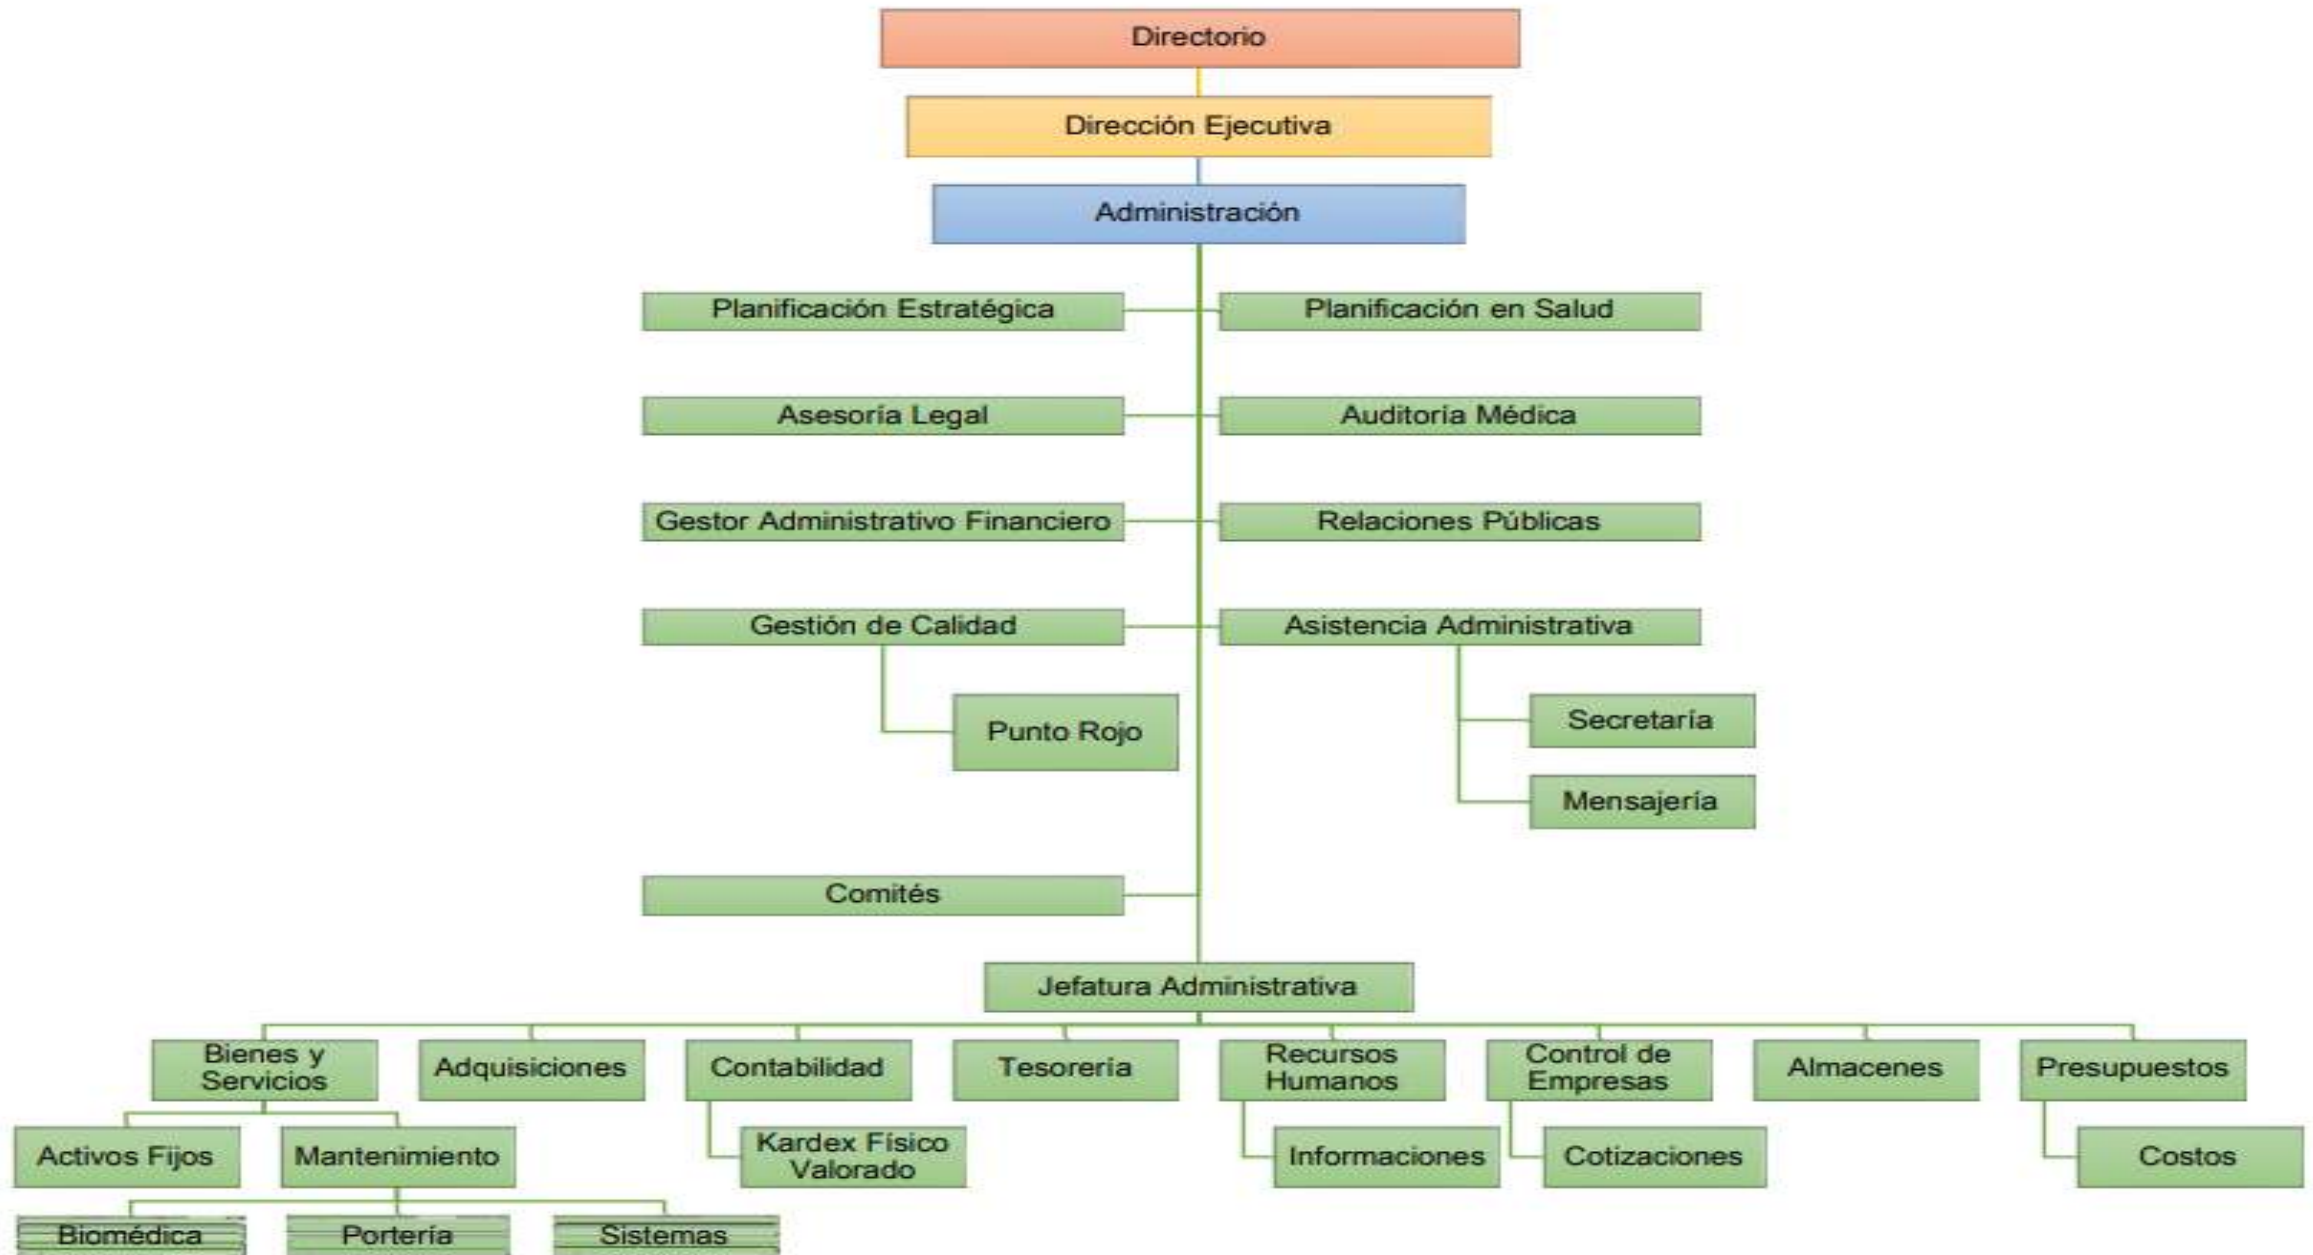 Directorio
Dirección Ejecutiva
Administración
Planificación Estratégica
Planificación en Salud
Asesoría Legal
Auditoría Médica
Gestor Administrativo Financiero
Relaciones Públicas
Gestión de Calidad
Asistencia Administrativa
Punto Rojo
Secretaría
Mensajería
Comités
Jefatura Administrativa
Bienes y
Servicios
Adquisiciones
Contabilidad
Tesorería
Recursos
Humanos
Control de
Empresas
Almacenes
Presupuestos
Activos Fijos
Mantenimiento
Kardex Físico
Valorado
Informaciones
Cotizaciones
Costos
Biomédica
Portería
Sistemas